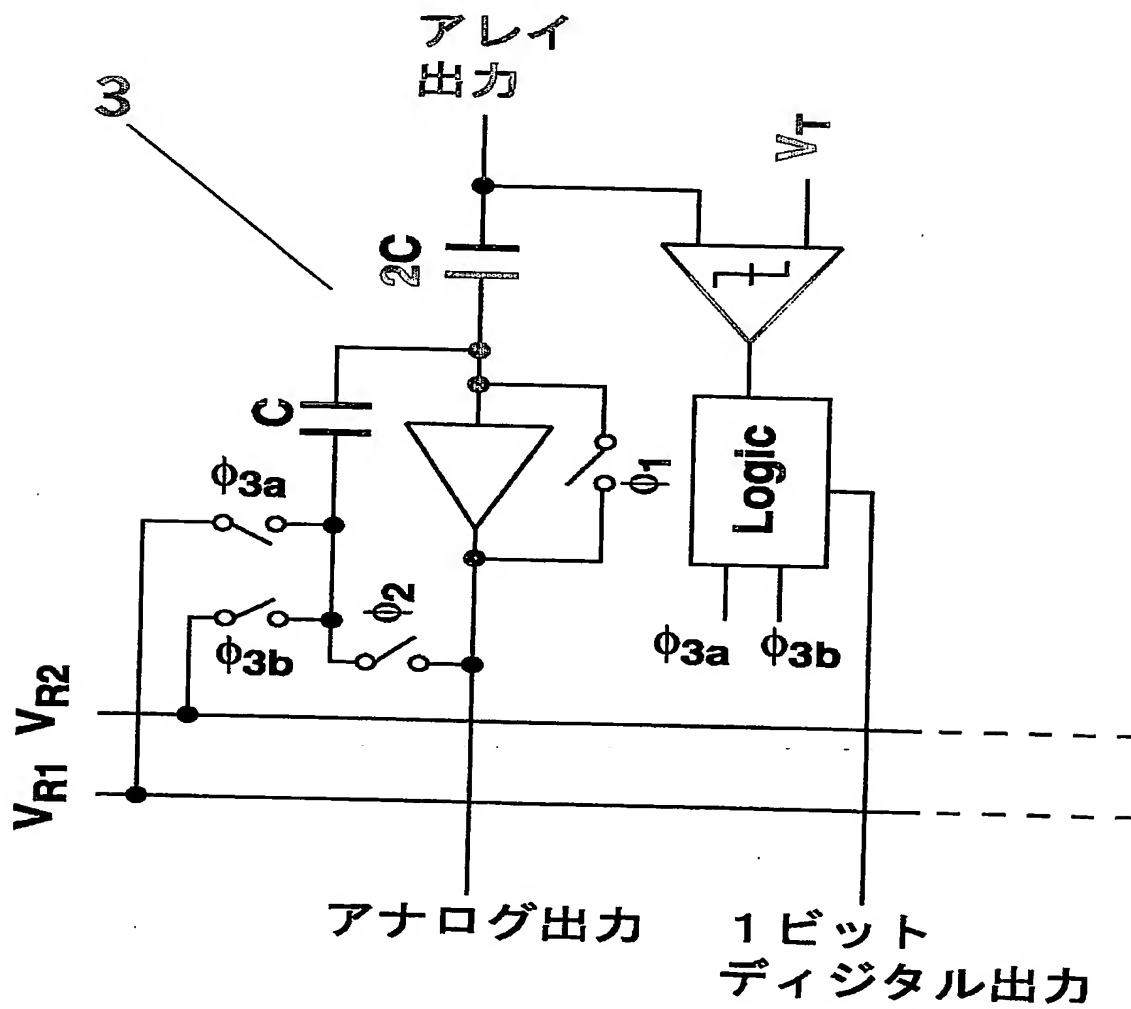 アレイ
出力
3
V_T
2C
C
ϕ3a
ϕ1
Logic
ϕ2
ϕ3b
ϕ3a
ϕ3b
V_R2
V_R1
アナログ出力
1ビット
ディジタル出力